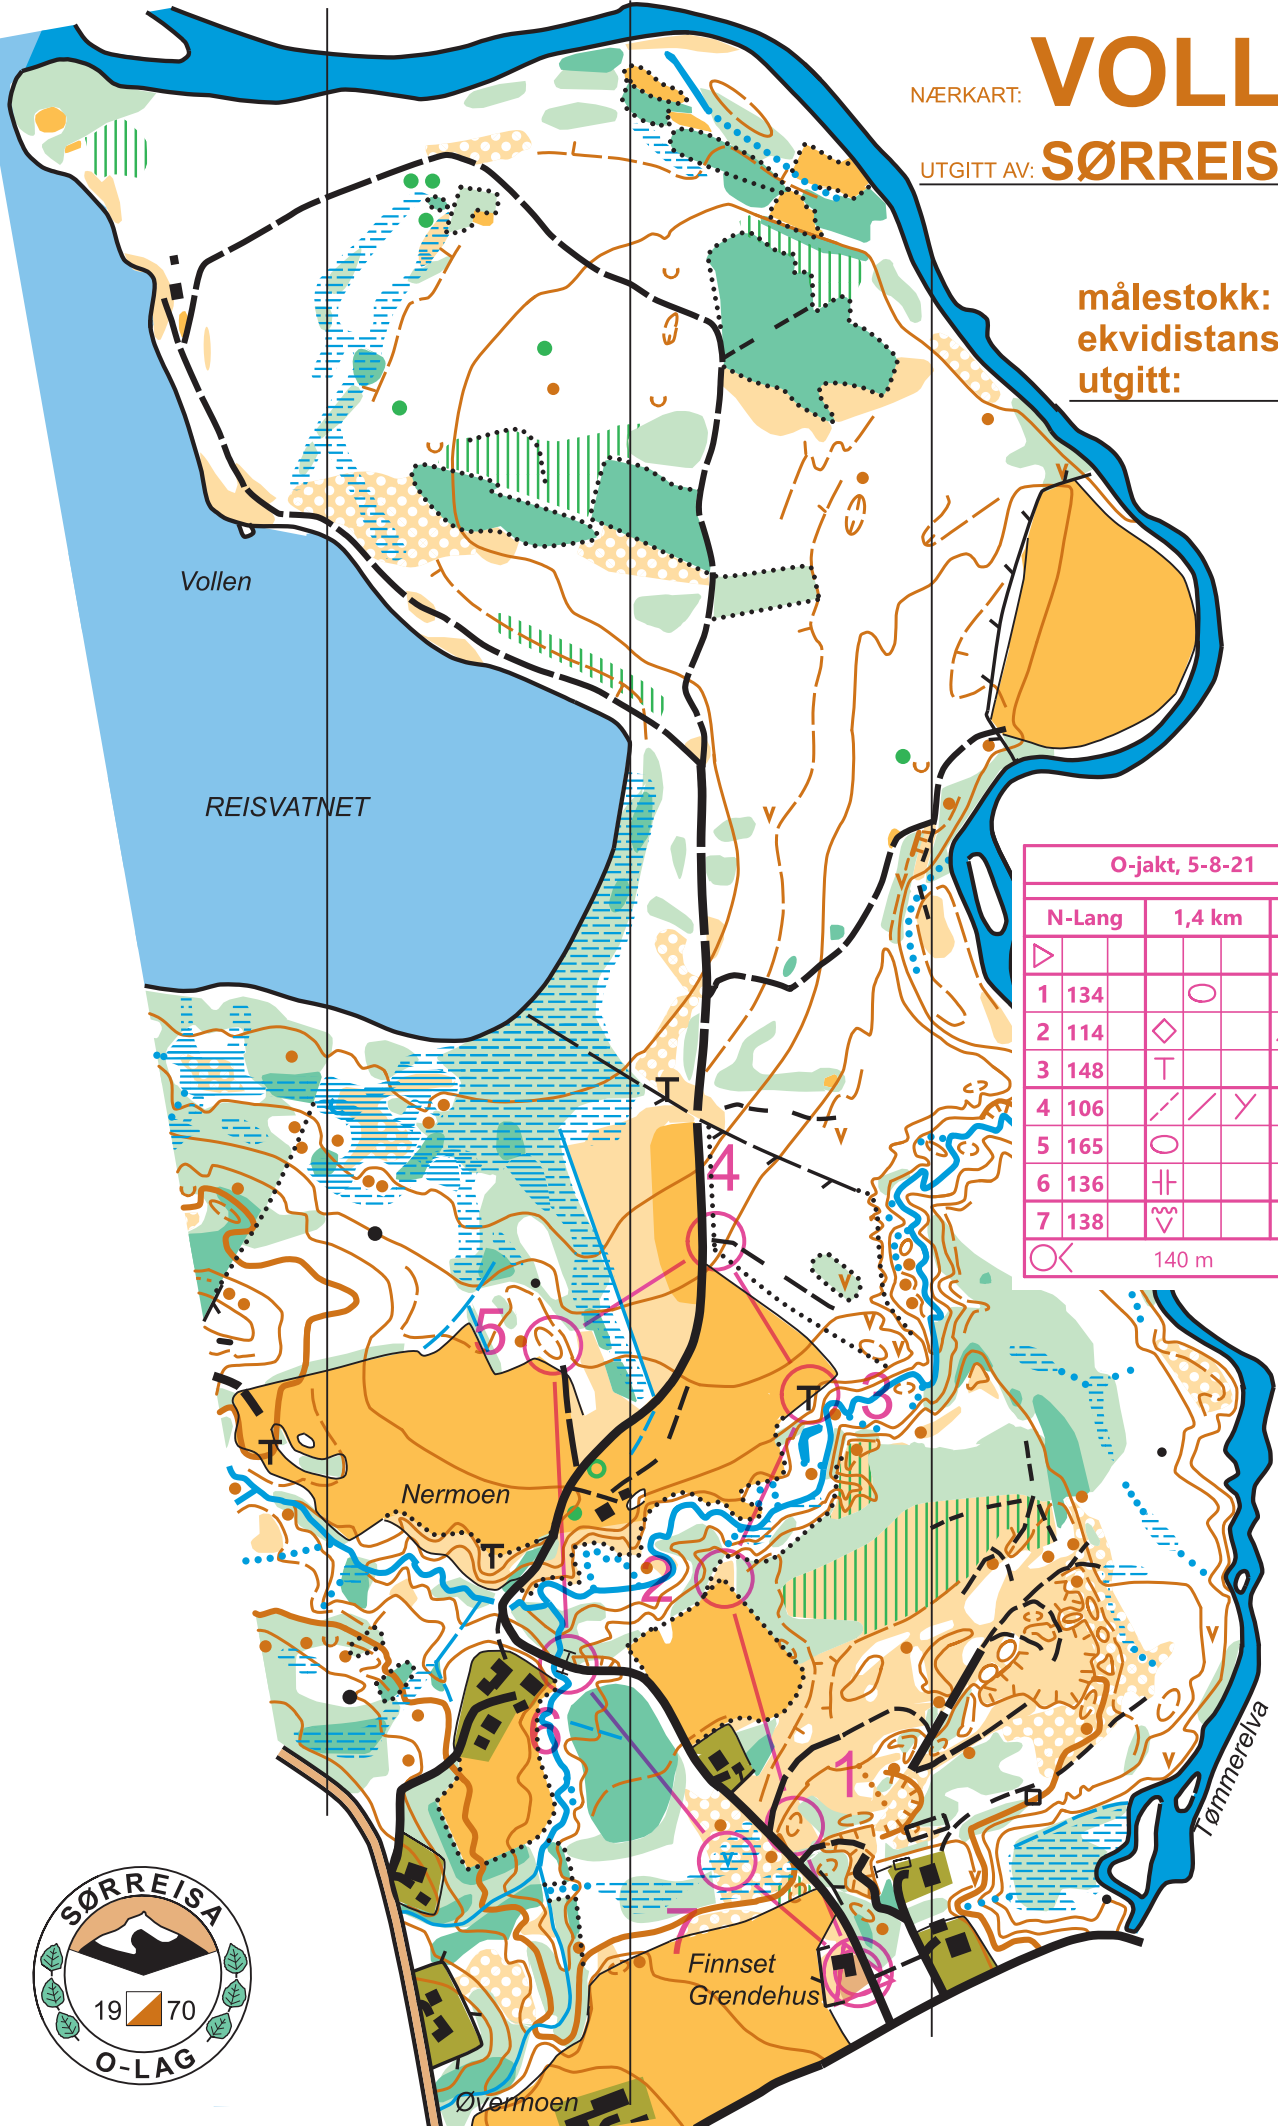 NÆRKART: VOLL
UTGITT AV: SØRREIS
målestokk:
ekvidistans
utgitt:
Vollen
REISVATNET
O-jakt, 5-8-21
N-Lang 1,4 km
1 134
2 114
3 148
4 106
5 165
6 136
7 138
140 m
4
5
3
Nermoen
2
6
1
Tømmerelva
7
Finnset
Grendehus
Øvermoen
SØRREISA
19 70
O-LAG